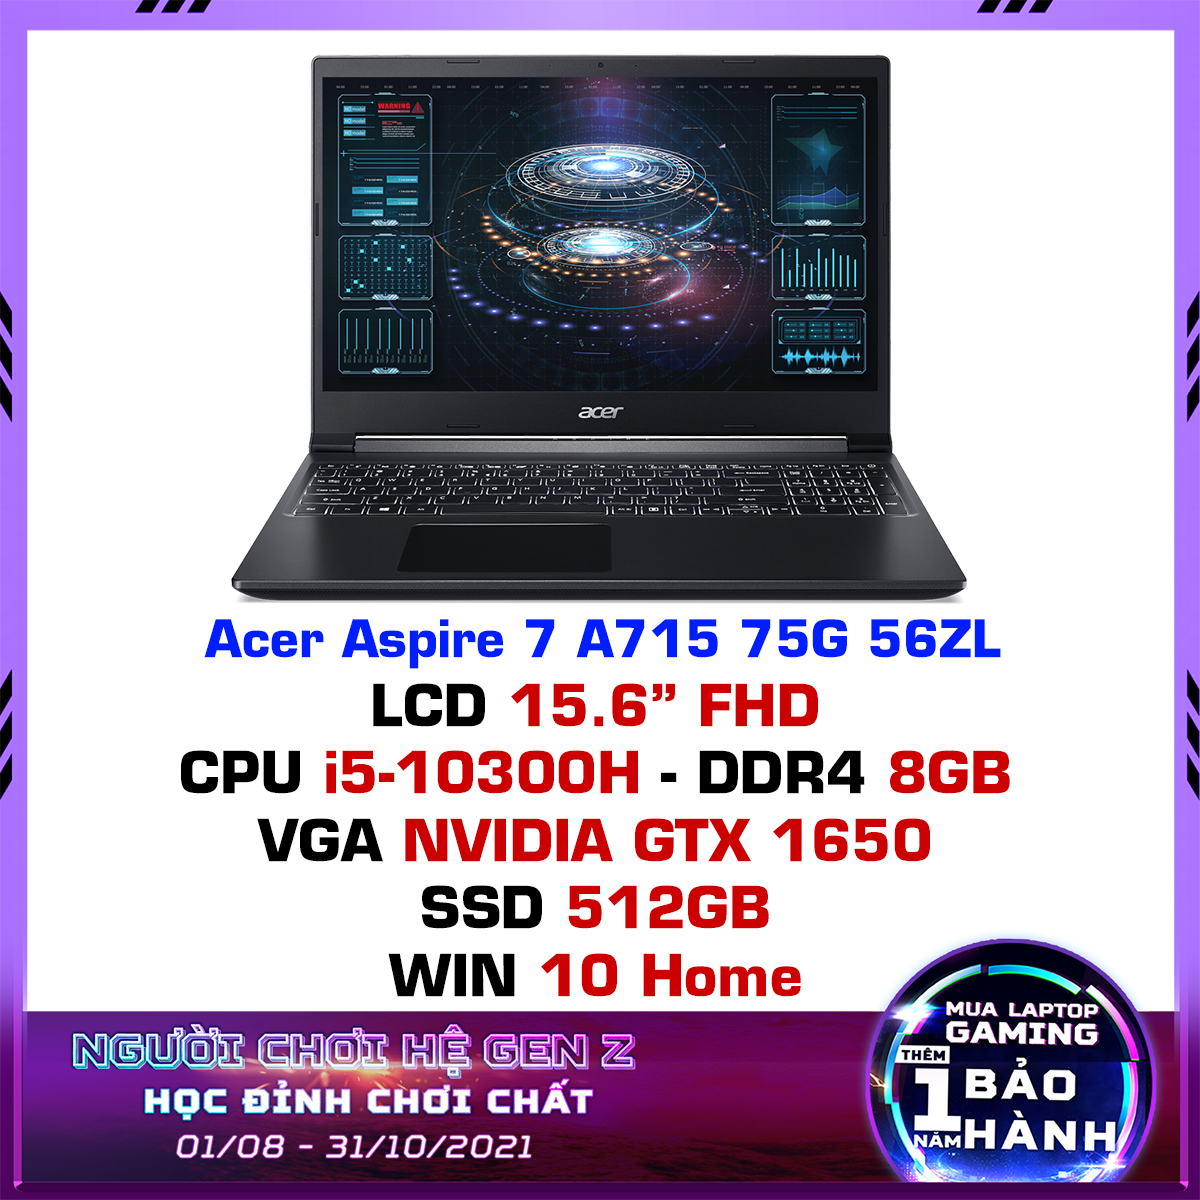 WARNING
acer
Acer Aspire 7 A715 75G 56ZL
LCD 15.6” FHD
CPU i5-10300H - DDR4 8GB
VGA NVIDIA GTX 1650
SSD 512GB
WIN 10 Home
NGƯỜI CHƠI HỆ GEN Z
HỌC ĐỈNH CHƠI CHẤT
01/08 - 31/10/2021
MUA LAPTOP
GAMING
THÊM
1 NĂM
BẢO
HÀNH